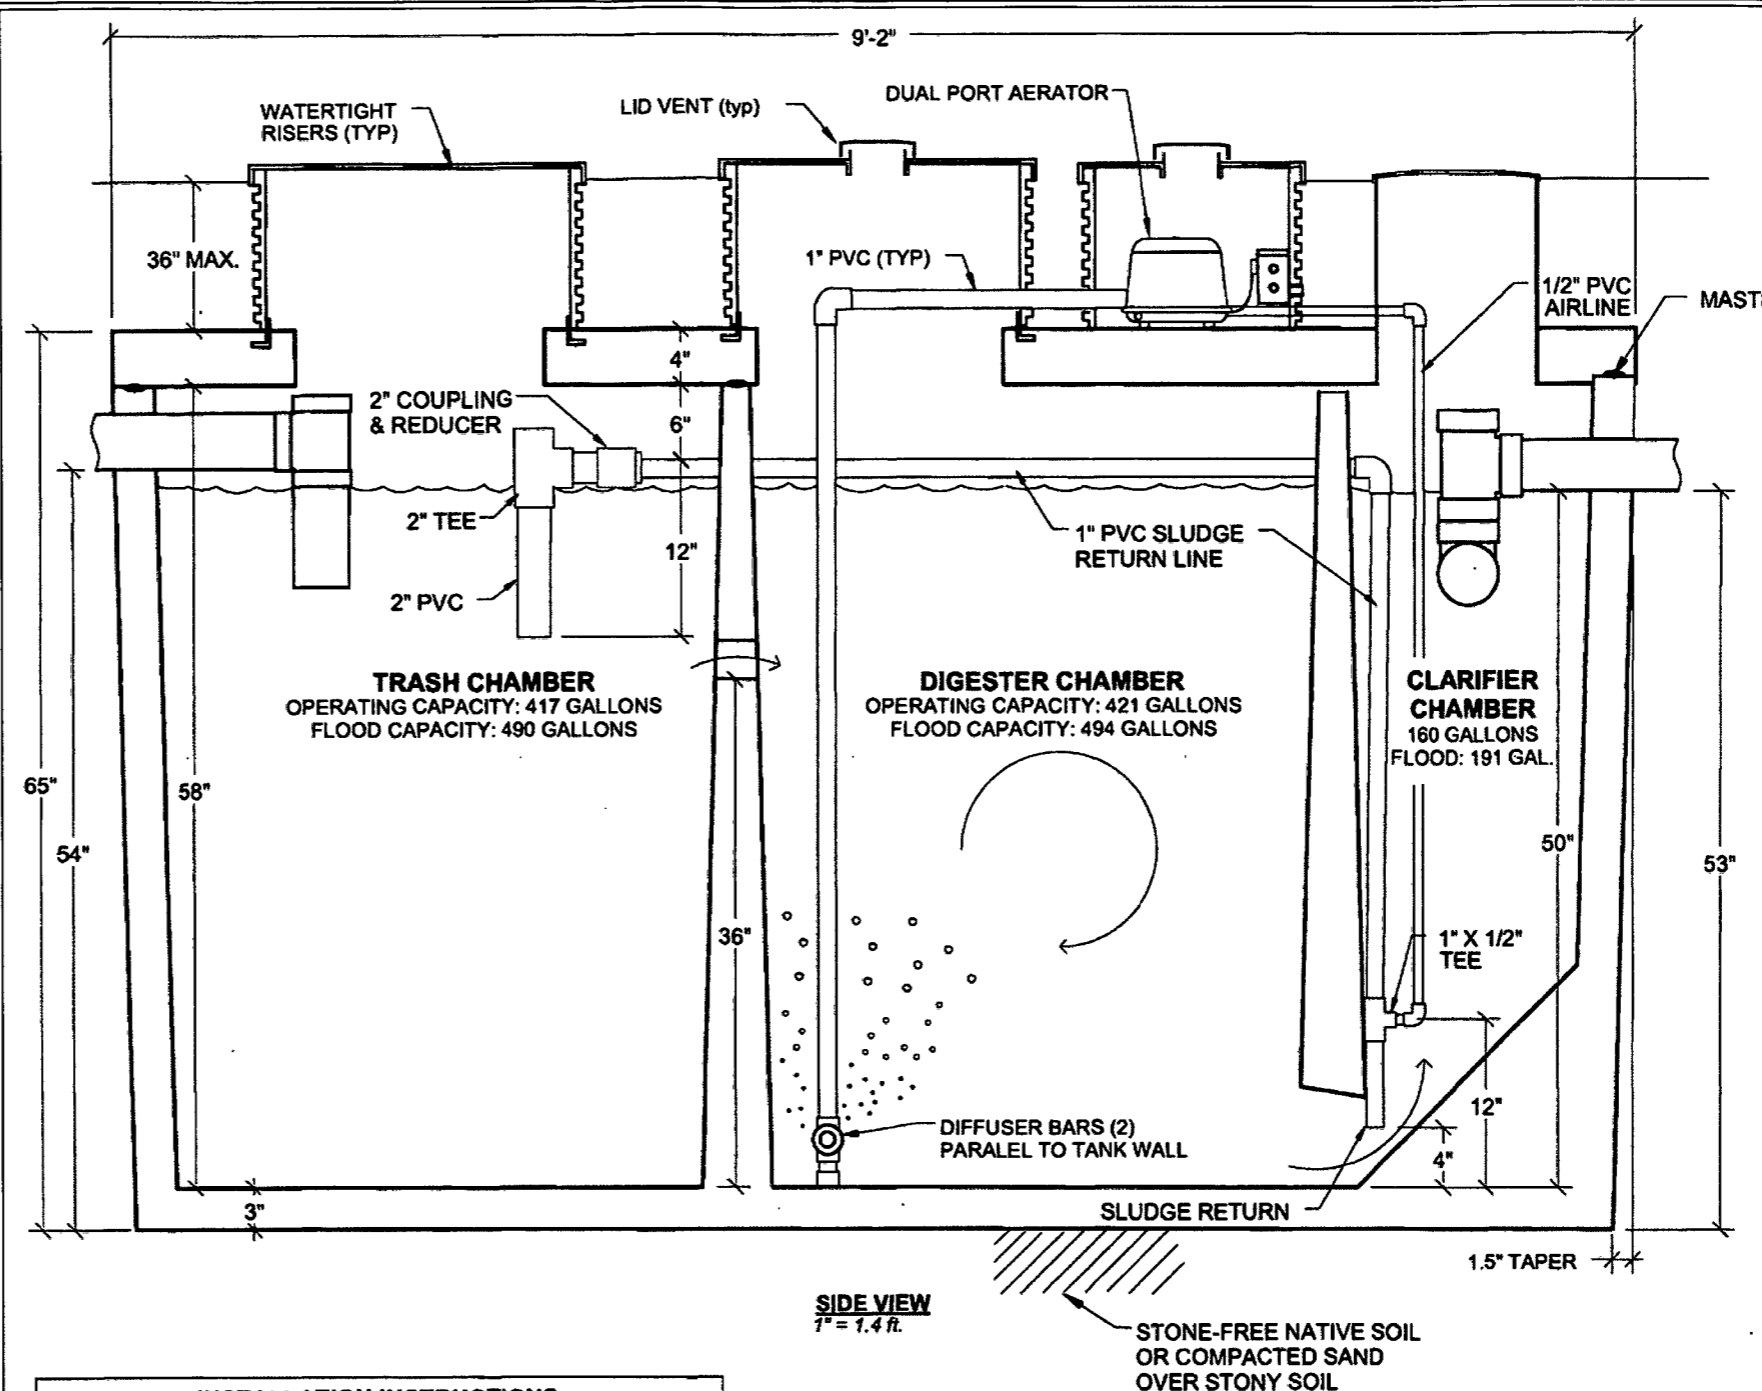 9'-2"
WATERTIGHT
RISERS (TYP)
LID VENT (typ)
DUAL PORT AERATOR
36" MAX.
1" PVC (TYP)
1/2" PVC
AIRLINE
4"
2" COUPLING
& REDUCER
6"
2" TEE
12"
1" PVC SLUDGE
RETURN LINE
2" PVC
TRASH CHAMBER
OPERATING CAPACITY: 417 GALLONS
FLOOD CAPACITY: 490 GALLONS
DIGESTER CHAMBER
OPERATING CAPACITY: 421 GALLONS
FLOOD CAPACITY: 494 GALLONS
CLARIFIER
CHAMBER
160 GALLONS
FLOOD: 191 GAL.
65"
58"
54"
50"
53"
36"
1" X 1/2"
TEE
12"
DIFFUSER BARS (2)
PARALEL TO TANK WALL
4"
3"
SLUDGE RETURN
1.5" TAPER
SIDE VIEW
1" = 1.4 ft.
STONE-FREE NATIVE SOIL
OR COMPACTED SAND
OVER STONY SOIL